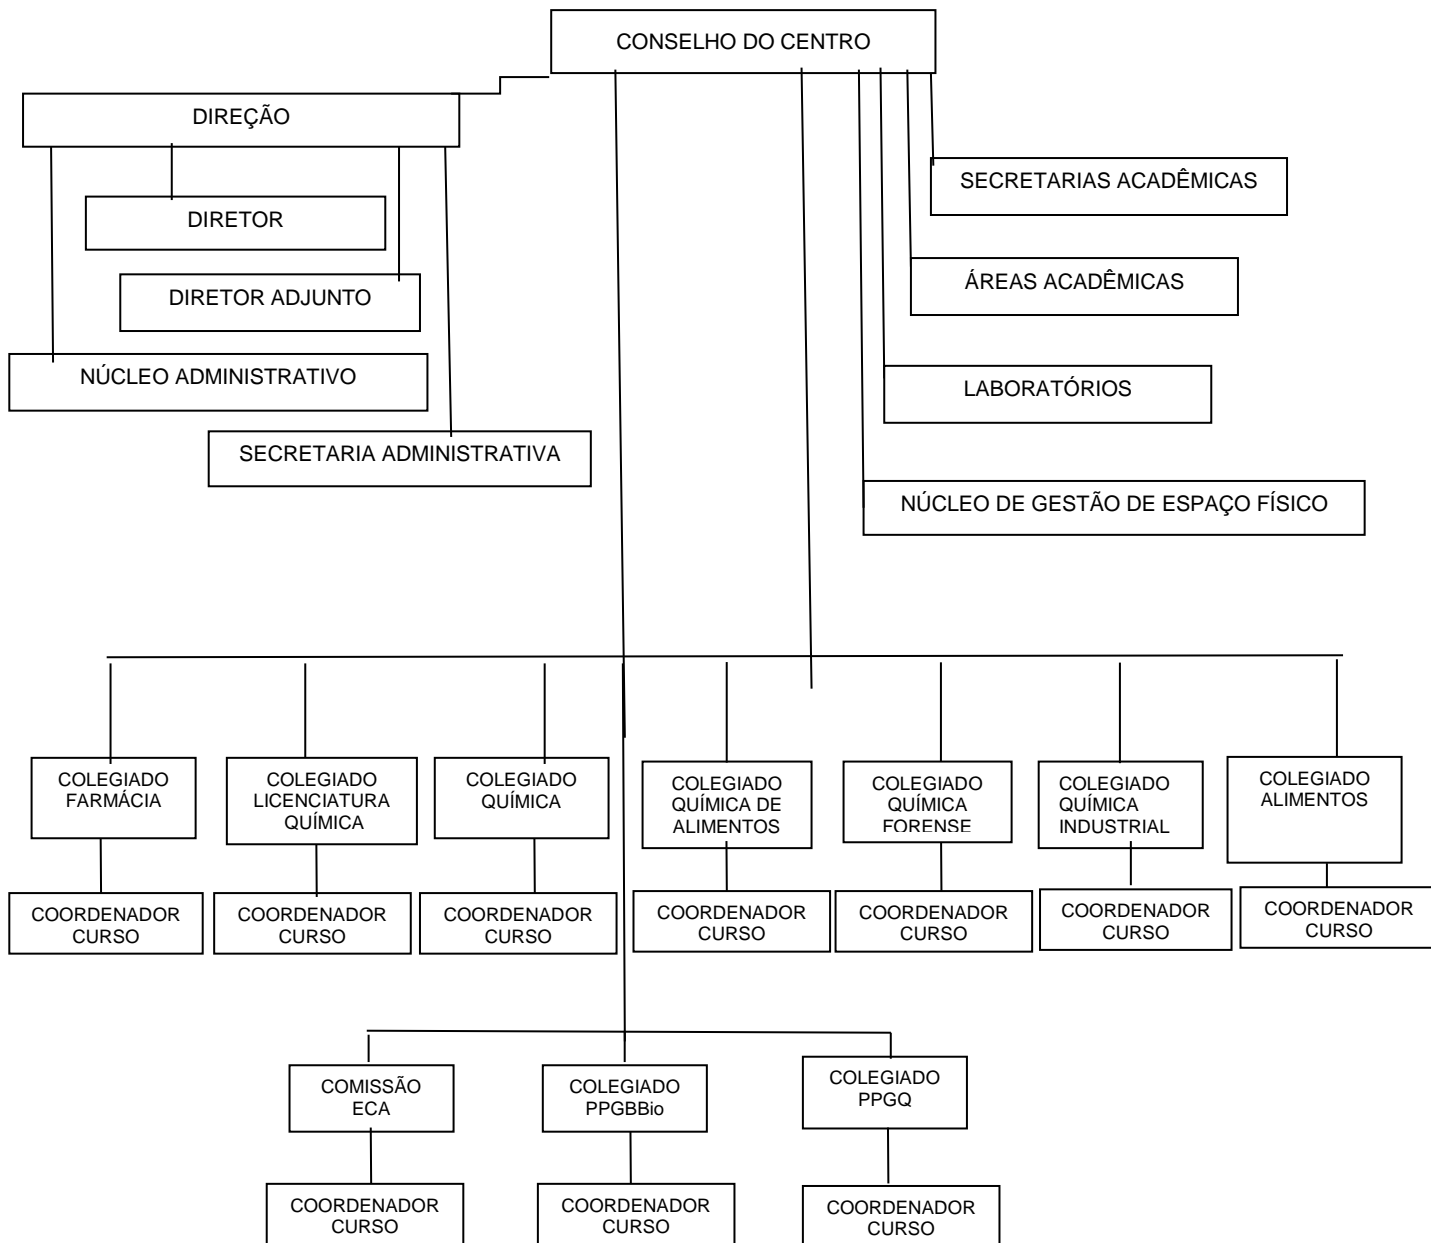 CONSELHO DO CENTRO
DIREÇÃO
DIRETOR
DIRETOR ADJUNTO
NÚCLEO ADMINISTRATIVO
SECRETARIA ADMINISTRATIVA
SECRETARIAS ACADÊMICAS
ÁREAS ACADÊMICAS
LABORATÓRIOS
NÚCLEO DE GESTÃO DE ESPAÇO FÍSICO
COLEGIADO
FARMÁCIA
COLEGIADO
LICENCIATURA
QUÍMICA
COLEGIADO
QUÍMICA
COLEGIADO
QUÍMICA DE
ALIMENTOS
COLEGIADO
QUÍMICA
FORENSE
COLEGIADO
QUÍMICA
INDUSTRIAL
COLEGIADO
ALIMENTOS
COORDENADOR
CURSO
COORDENADOR
CURSO
COORDENADOR
CURSO
COORDENADOR
CURSO
COORDENADOR
CURSO
COORDENADOR
CURSO
COORDENADOR
CURSO
COMISSÃO
ECA
COLEGIADO
PPGBBio
COLEGIADO
PPGQ
COORDENADOR
CURSO
COORDENADOR
CURSO
COORDENADOR
CURSO